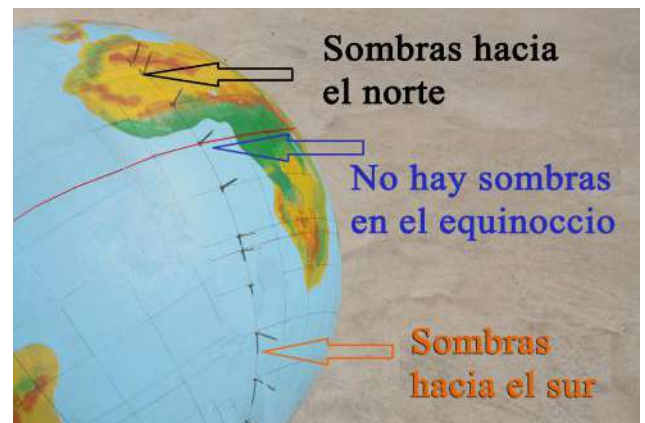 Sombras hacia
el norte
No hay sombras
en el equinoccio
Sombras
hacia el sur